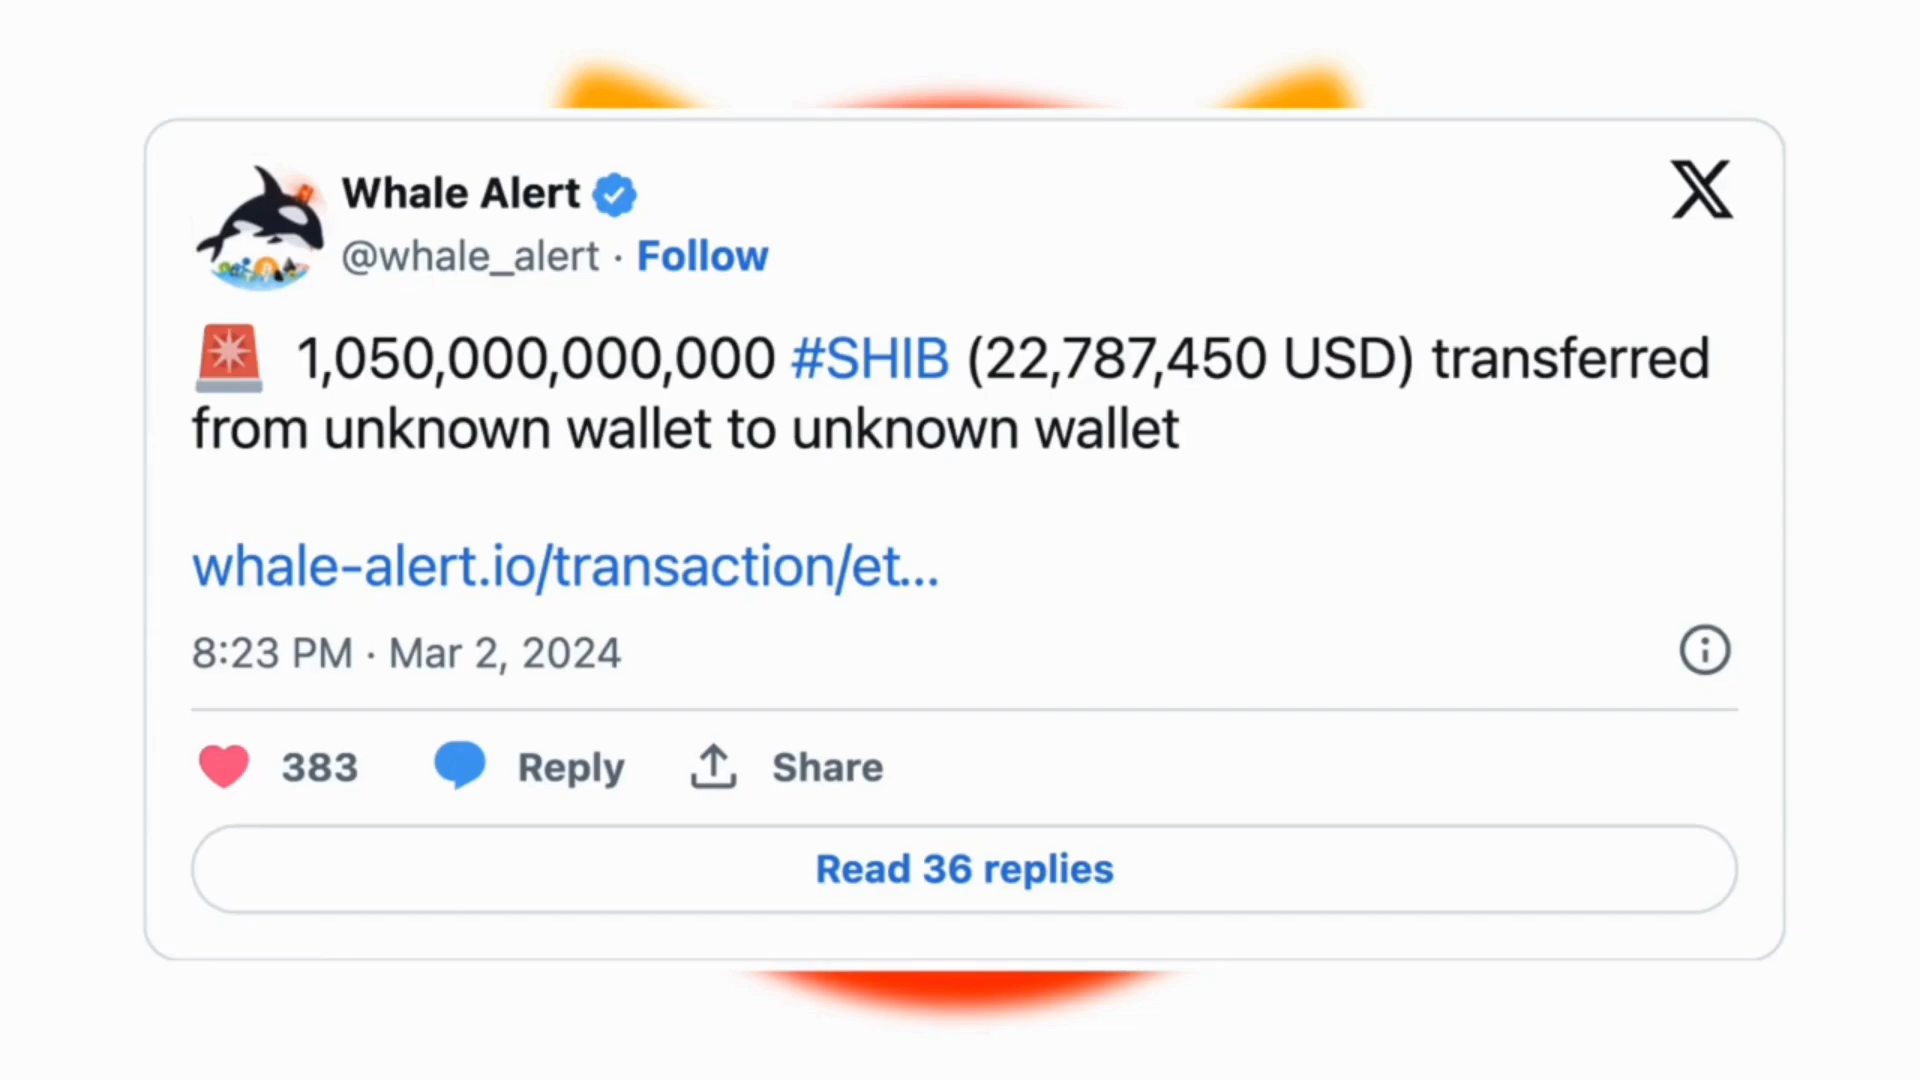 Whale Alert
@whale_alert · Follow
🚨 1,050,000,000,000 #SHIB (22,787,450 USD) transferred
from unknown wallet to unknown wallet
whale-alert.io/transaction/et...
8:23 PM · Mar 2, 2024
383 Reply Share
Read 36 replies